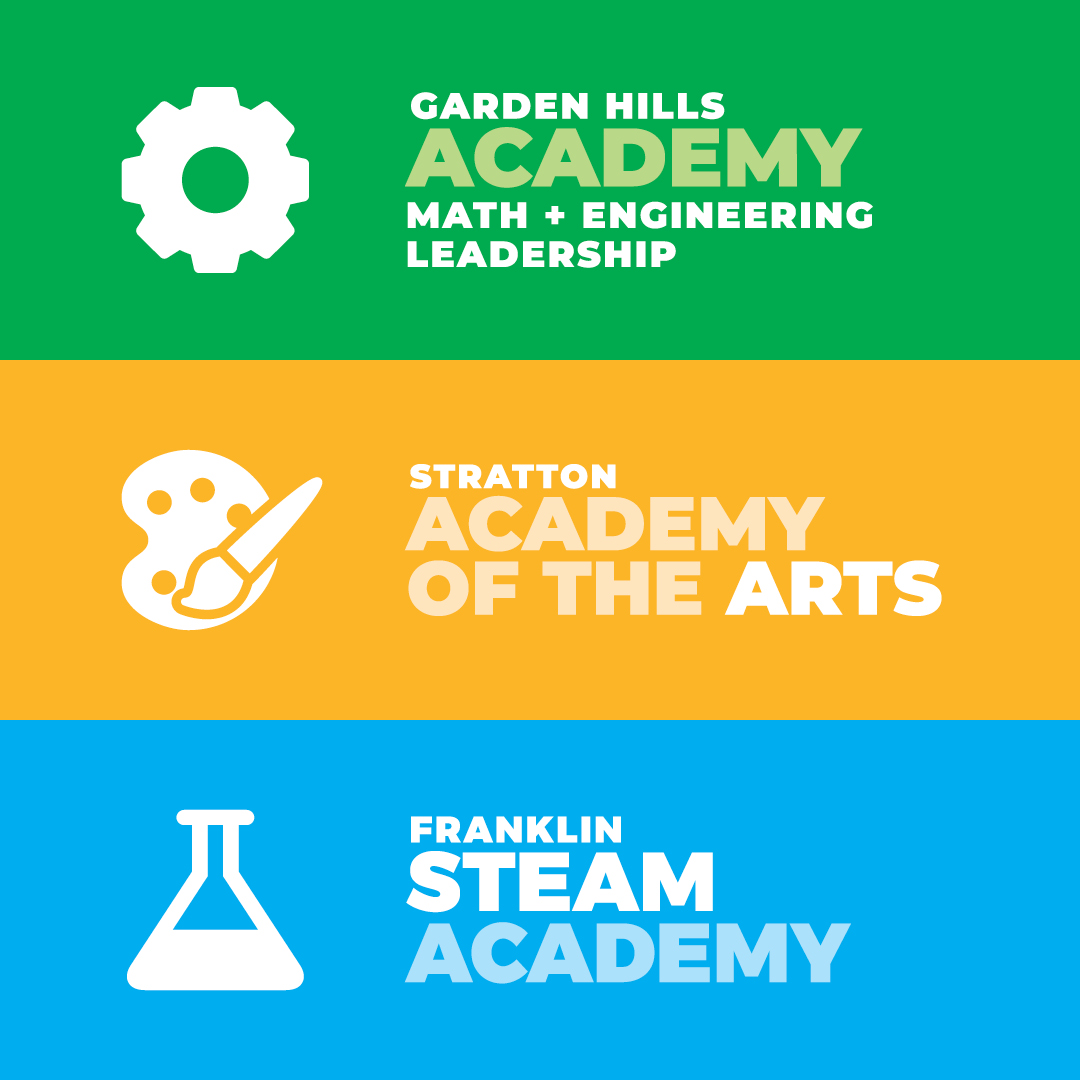 GARDEN HILLS
ACADEMY
MATH + ENGINEERING
LEADERSHIP
STRATTON
ACADEMY
OF THE ARTS
FRANKLIN
STEAM
ACADEMY